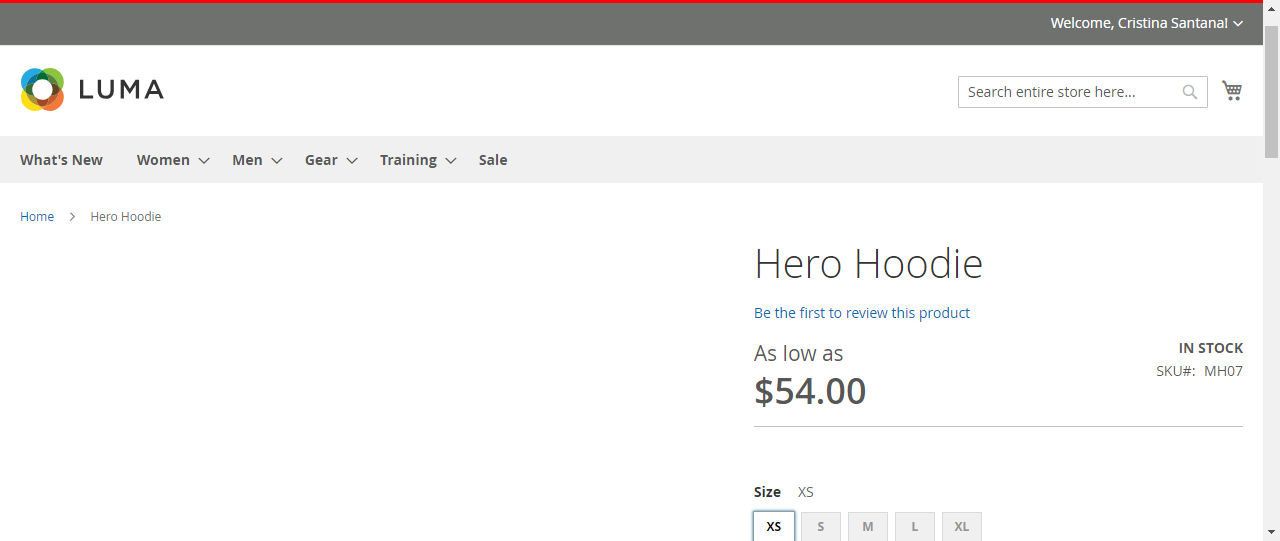 Welcome, Cristina Santana!
LUMA
Search entire store here...
What's New Women Men Gear Training Sale
Home Hero Hoodie
Hero Hoodie
Be the first to review this product
As low as
IN STOCK
$54.00
SKU#: MH07
Size XS
XS S M L XL